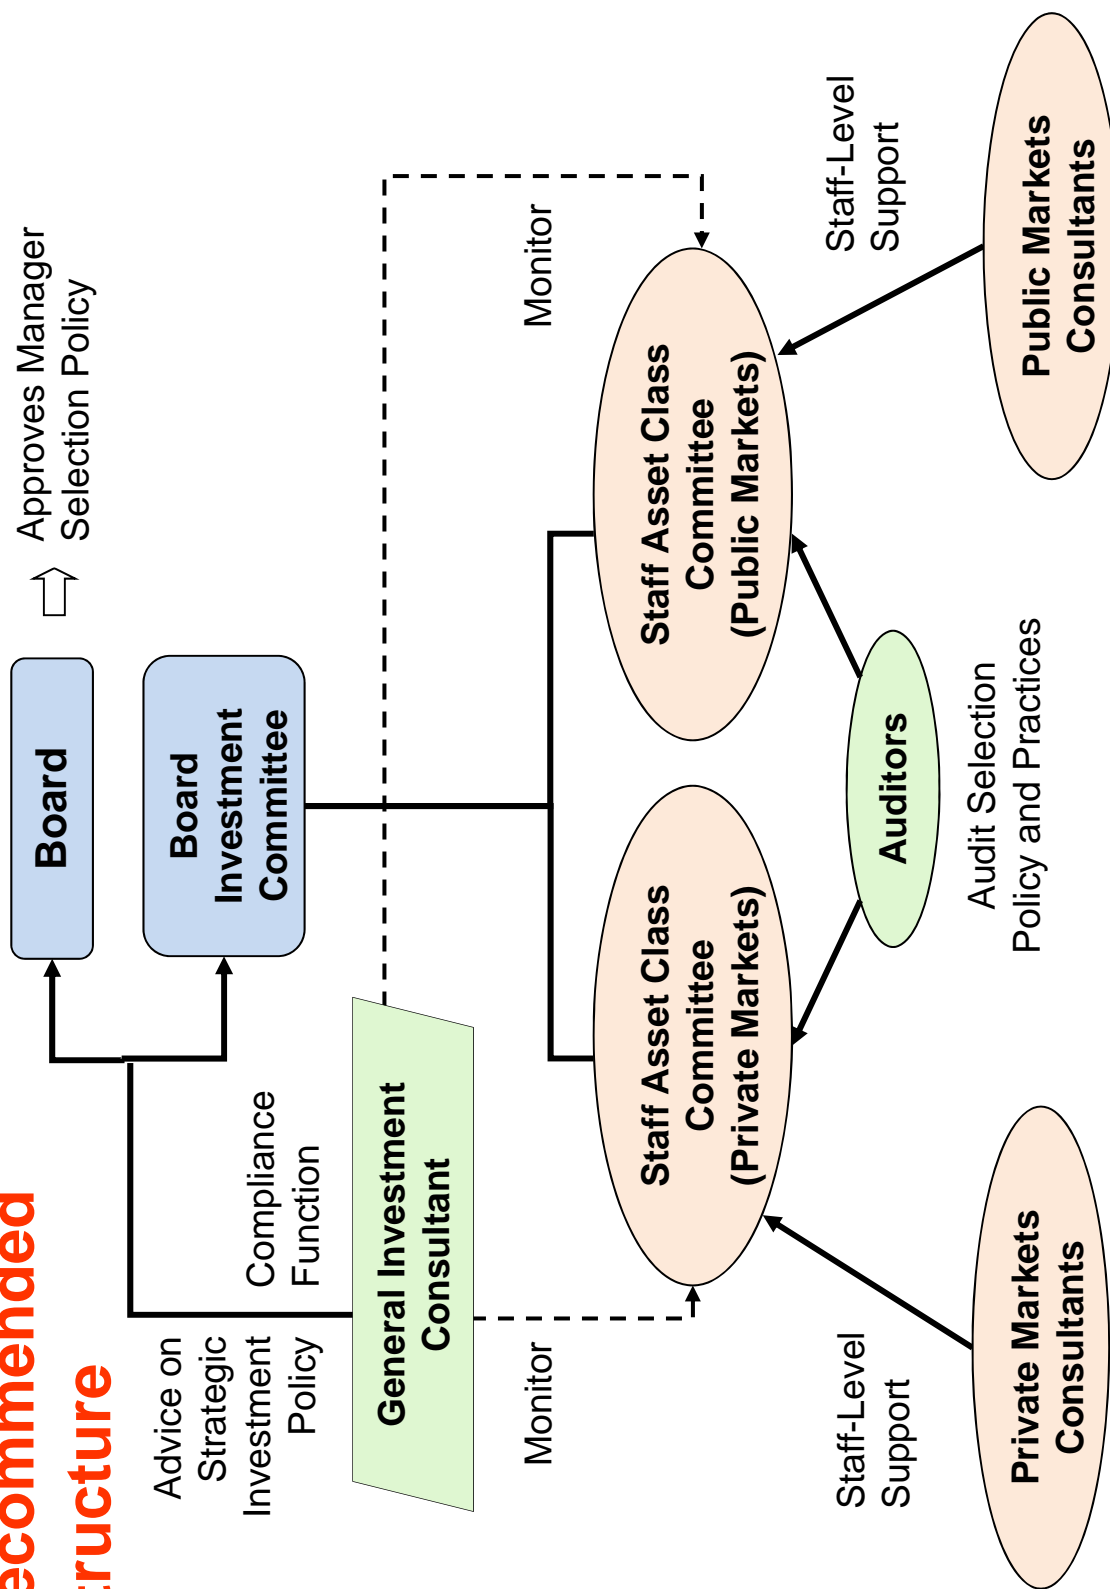 ecommended
ructure
Board
Approves Manager
Selection Policy
Board
Investment
Committee
Advice on
Strategic
Investment
Policy
Compliance
Function
General Investment
Consultant
Monitor
Monitor
Staff Asset Class
Committee
(Private Markets)
Staff Asset Class
Committee
(Public Markets)
Staff-Level
Support
Auditors
Staff-Level
Support
Audit Selection
Policy and Practices
Private Markets
Consultants
Public Markets
Consultants